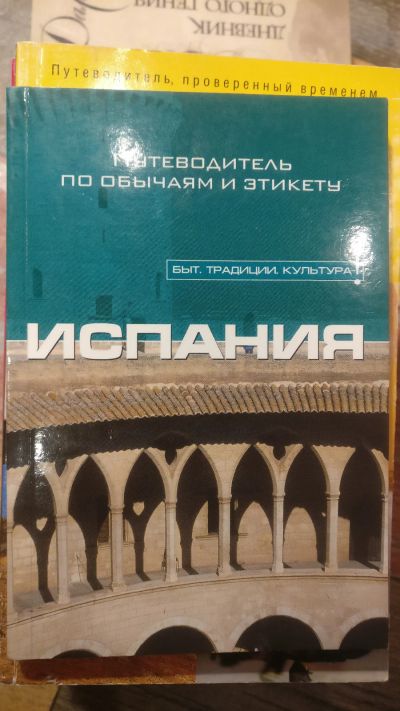 ДНЕВНИК
ОДНОГО ГЕНИЯ
Путеводитель, проверенный временем
ПУТЕВОДИТЕЛЬ
ПО ОБЫЧАЯМ И ЭТИКЕТУ
БЫТ. ТРАДИЦИИ. КУЛЬТУРА
ИСПАНИЯ